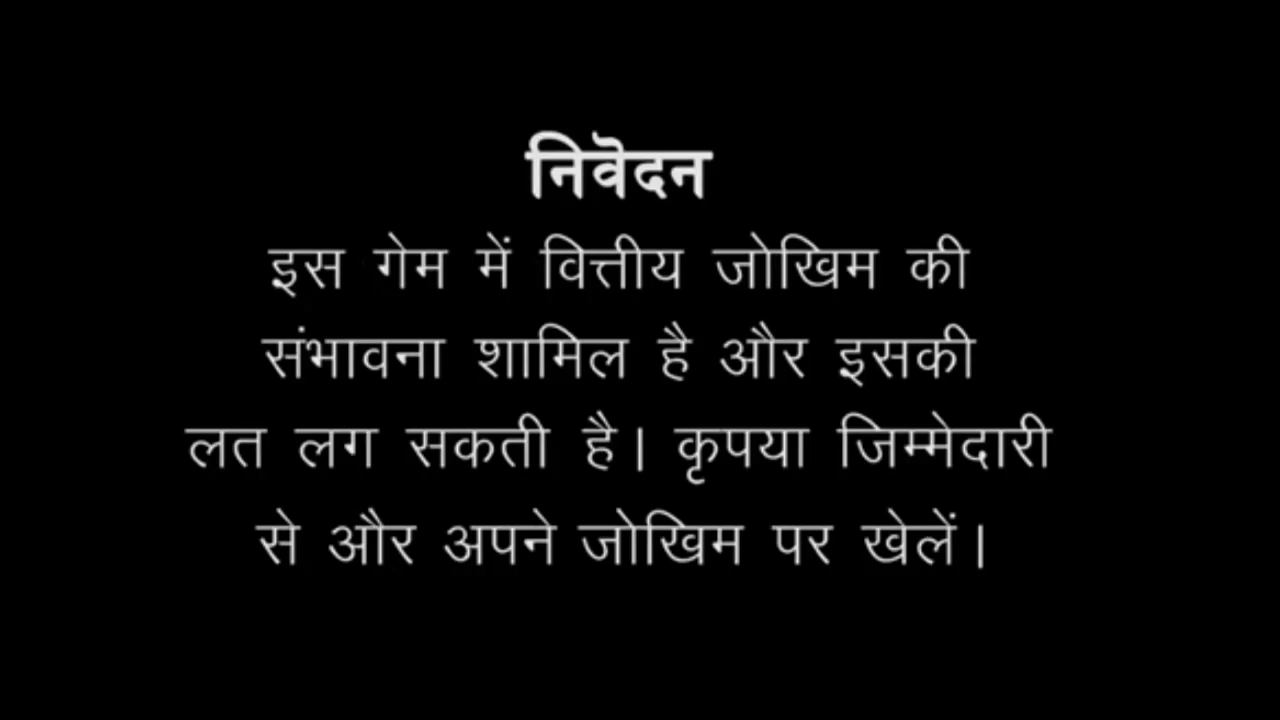 निवॆदन
इस गेम में वित्तीय जोखिम की
संभावना शामिल है और इसकी
लत लग सकती है। कृपया जिम्मेदारी
से और अपने जोखिम पर खेलें।